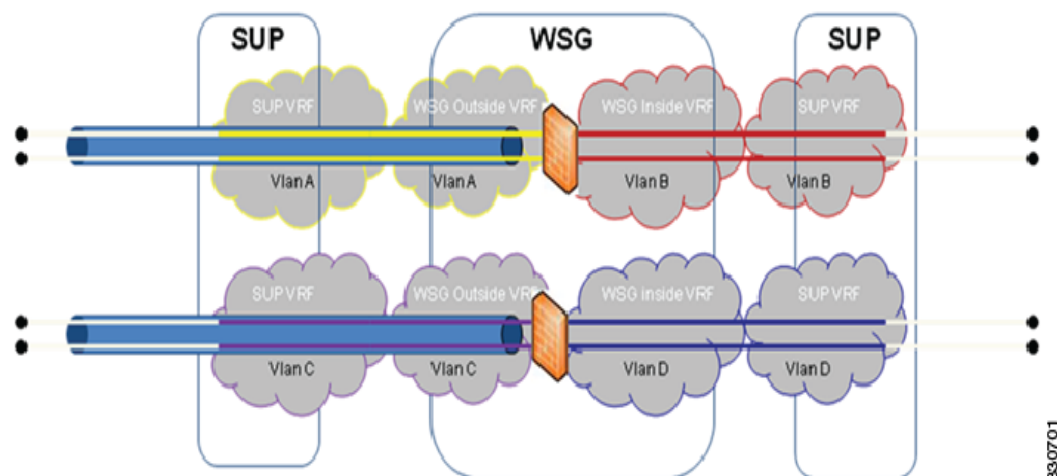 SUP
WSG
SUP
SUP VRF
WSG Outside VRF
WSG Inside VRF
SUP VRF
Vlan A
Vlan A
Vlan B
Vlan B
SUP VRF
WSG Outside VRF
WSG Inside VRF
SUP VRF
Vlan C
Vlan C
Vlan D
Vlan D